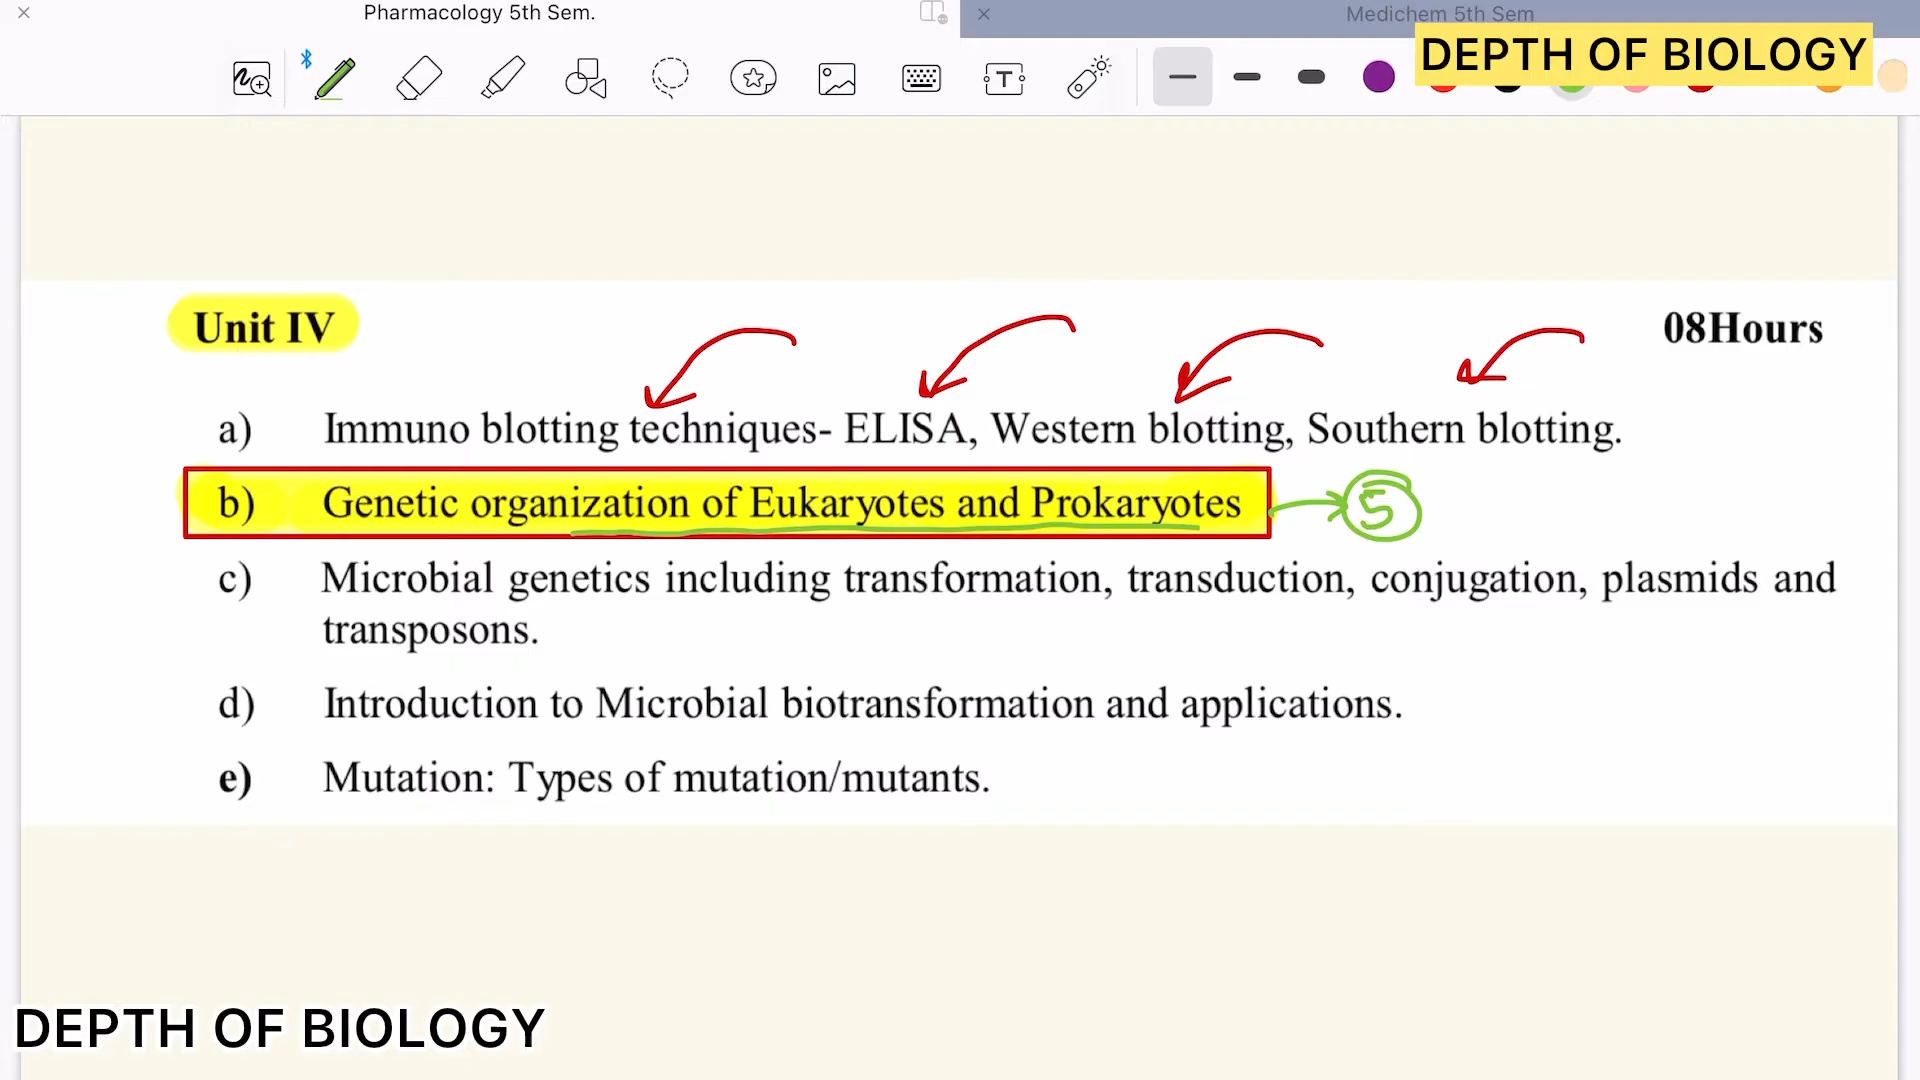 Pharmacology 5th Sem.
Medichem 5th Sem
DEPTH OF BIOLOGY
Unit IV
08Hours
a) Immuno blotting techniques- ELISA, Western blotting, Southern blotting.
b) Genetic organization of Eukaryotes and Prokaryotes
5
c) Microbial genetics including transformation, transduction, conjugation, plasmids and
transposons.
d) Introduction to Microbial biotransformation and applications.
e) Mutation: Types of mutation/mutants.
DEPTH OF BIOLOGY